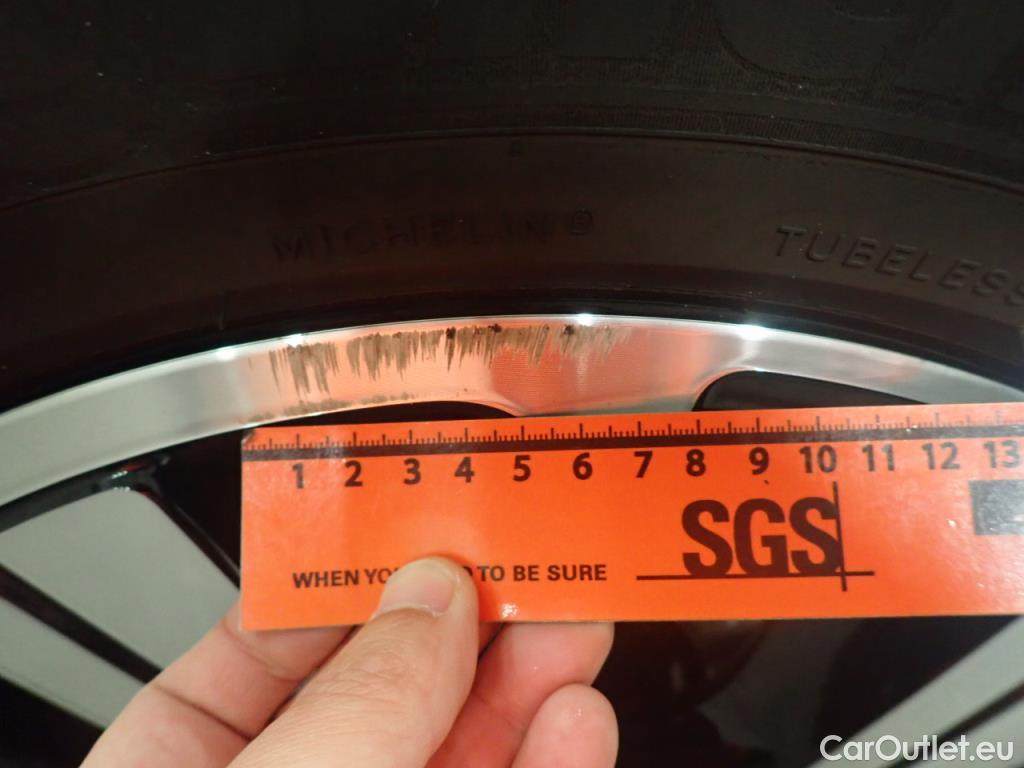 MICHELIN®
TUBELESS
1 2 3 4 5 6 7 8 9 10 11 12 13
SGS
WHEN YOU TO BE SURE
CarOutlet.eu